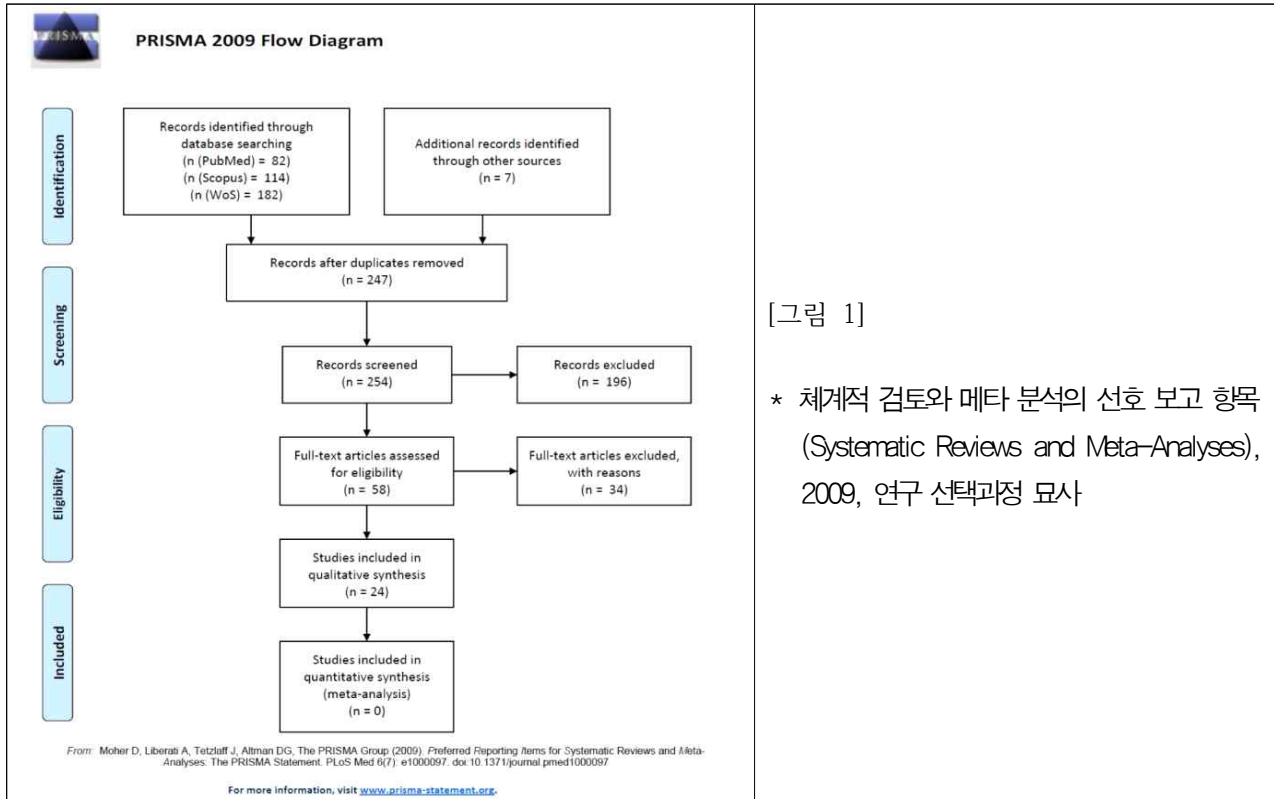 PRISMA
PRISMA 2009 Flow Diagram
Identification
Records identified through
database searching
(n (PubMed) = 82)
(n (Scopus) = 114)
(n (WoS) = 182)
Additional records identified
through other sources
(n = 7)
Records after duplicates removed
(n = 247)
Screening
Records screened
(n = 254)
Records excluded
(n = 196)
Eligibility
Full-text articles assessed
for eligibility
(n = 58)
Full-text articles excluded,
with reasons
(n = 34)
Studies included in
qualitative synthesis
(n = 24)
Included
Studies included in
quantitative synthesis
(meta-analysis)
(n = 0)
From: Moher D, Liberati A, Tetzlaff J, Altman DG, The PRISMA Group (2009). Preferred Reporting Items for Systematic Reviews and Meta-
Analyses: The PRISMA Statement. PLoS Med 6(7): e1000097. doi:10.1371/journal.pmed1000097
For more information, visit www.prisma-statement.org.
[그림 1]
* 체계적 검토와 메타 분석의 선호 보고 항목
(Systematic Reviews and Meta-Analyses),
2009, 연구 선택과정 묘사